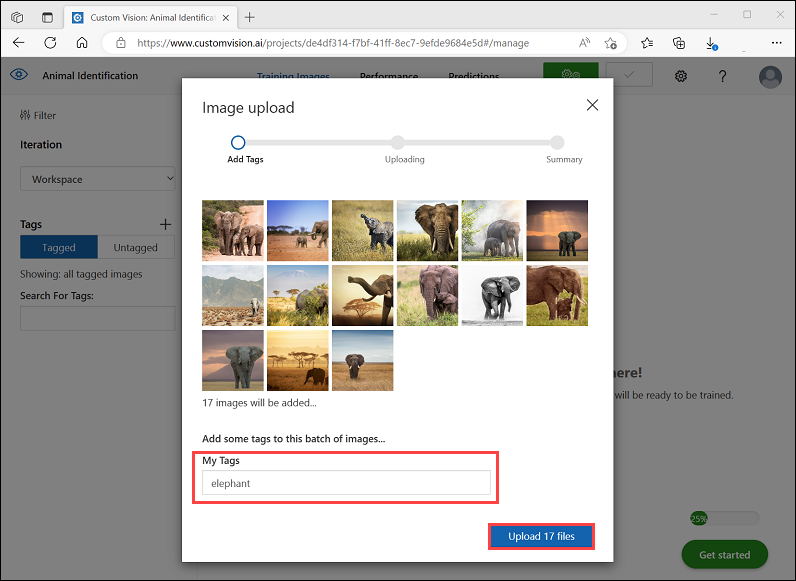 Custom Vision: Animal Identificat
https://www.customvision.ai/projects/de4df314-f7bf-41ff-8ec7-9efde9684e5d#/manage
Animal Identification
Training Images
Performance
Predictions
Filter
Iteration
Workspace
Tags
Tagged
Untagged
Showing: all tagged images
Search For Tags:
Image upload
Add Tags
Uploading
Summary
17 images will be added...
Add some tags to this batch of images...
My Tags
elephant
Upload 17 files
here!
will be ready to be trained.
25%
Get started